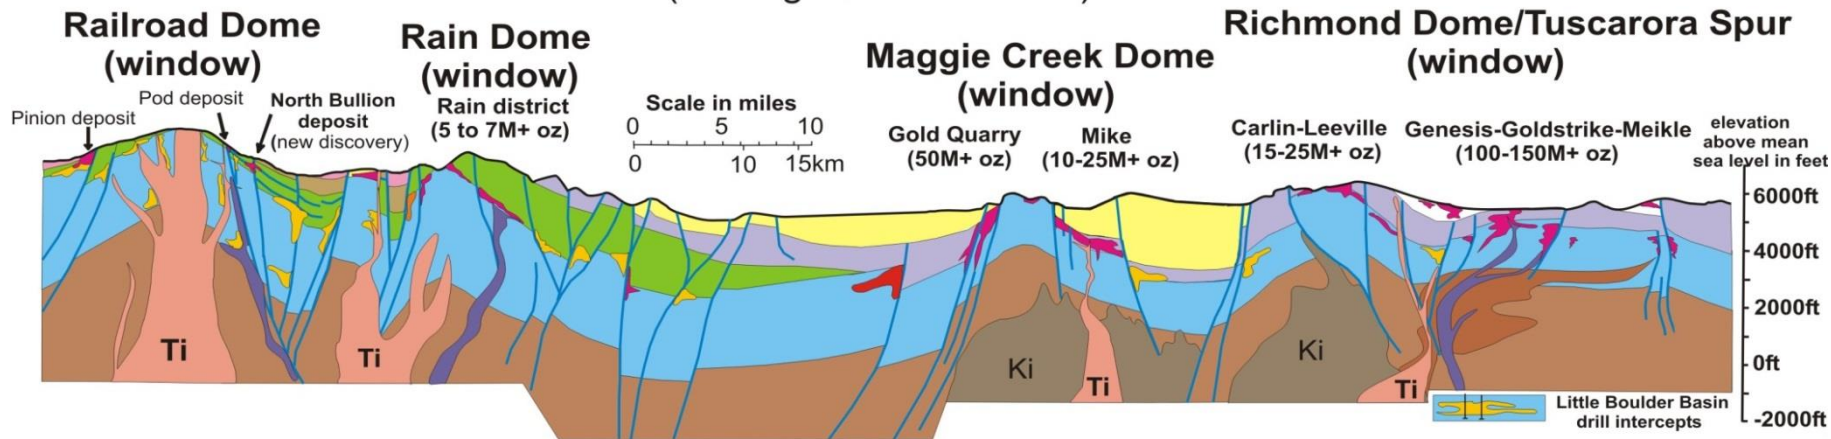 Railroad Dome
(window)
Rain Dome
(window)
Maggie Creek Dome
(window)
Richmond Dome/Tuscarora Spur
(window)
Pinion deposit
Pod deposit
North Bullion
deposit
(new discovery)
Rain district
(5 to 7M+ oz)
Scale in miles
0 5 10
0 10 15km
Gold Quarry
(50M+ oz)
Mike
(10-25M+ oz)
Carlin-Leeville
(15-25M+ oz)
Genesis-Goldstrike-Meikle
(100-150M+ oz)
elevation
above mean
sea level in feet
6000ft
4000ft
2000ft
0ft
-2000ft
Ti
Ti
Ki
Ti
Ki
Ti
Little Boulder Basin
drill intercepts